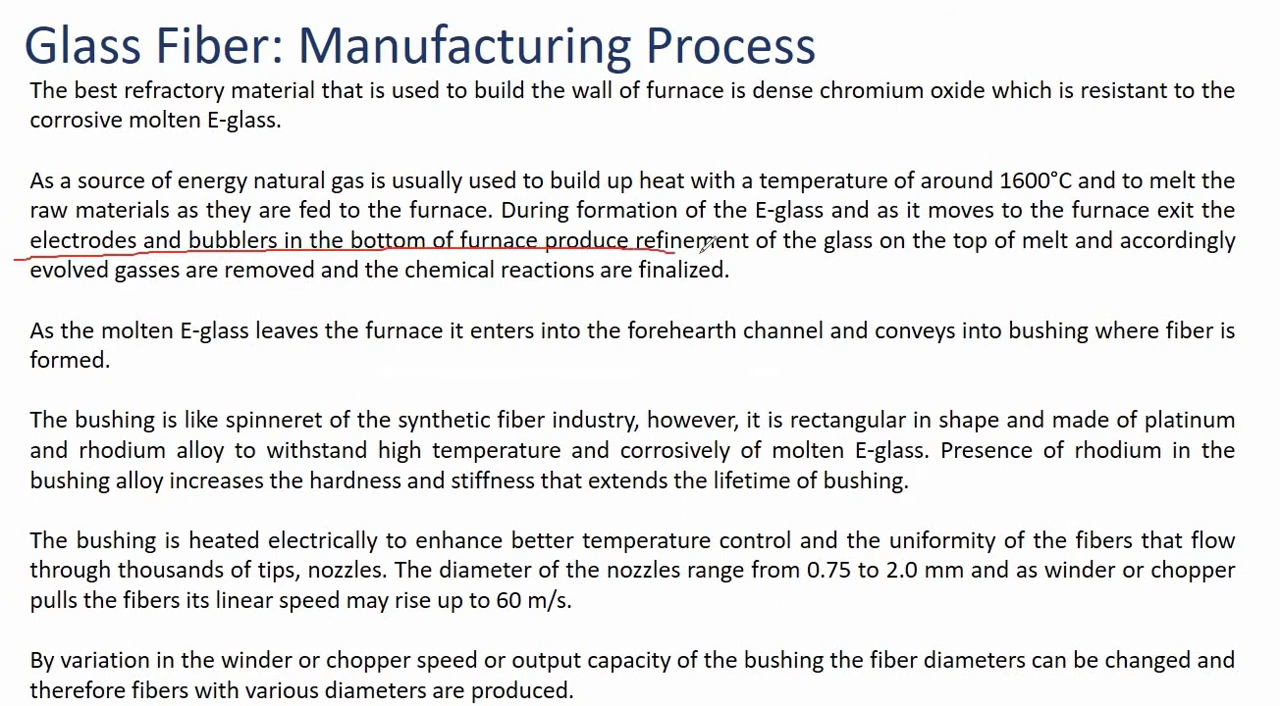 Glass Fiber: Manufacturing Process
The best refractory material that is used to build the wall of furnace is dense chromium oxide which is resistant to the
corrosive molten E-glass.
As a source of energy natural gas is usually used to build up heat with a temperature of around 1600°C and to melt the
raw materials as they are fed to the furnace. During formation of the E-glass and as it moves to the furnace exit the
electrodes and bubblers in the bottom of furnace produce refinement of the glass on the top of melt and accordingly
evolved gasses are removed and the chemical reactions are finalized.
As the molten E-glass leaves the furnace it enters into the forehearth channel and conveys into bushing where fiber is
formed.
The bushing is like spinneret of the synthetic fiber industry, however, it is rectangular in shape and made of platinum
and rhodium alloy to withstand high temperature and corrosively of molten E-glass. Presence of rhodium in the
bushing alloy increases the hardness and stiffness that extends the lifetime of bushing.
The bushing is heated electrically to enhance better temperature control and the uniformity of the fibers that flow
through thousands of tips, nozzles. The diameter of the nozzles range from 0.75 to 2.0 mm and as winder or chopper
pulls the fibers its linear speed may rise up to 60 m/s.
By variation in the winder or chopper speed or output capacity of the bushing the fiber diameters can be changed and
therefore fibers with various diameters are produced.